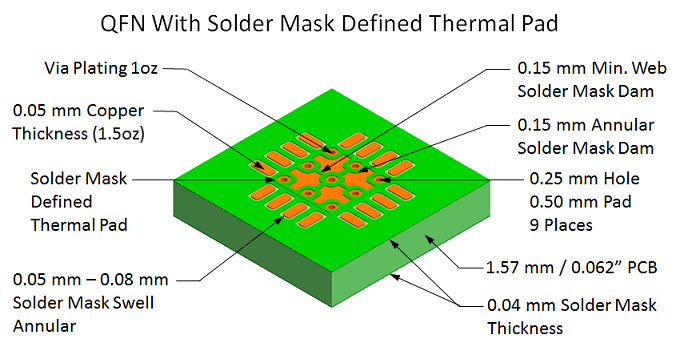 QFN With Solder Mask Defined Thermal Pad
Via Plating 1oz
0.05 mm Copper
Thickness (1.5oz)
Solder Mask
Defined
Thermal Pad
0.05 mm – 0.08 mm
Solder Mask Swell
Annular
0.15 mm Min. Web
Solder Mask Dam
0.15 mm Annular
Solder Mask Dam
0.25 mm Hole
0.50 mm Pad
9 Places
1.57 mm / 0.062” PCB
0.04 mm Solder Mask
Thickness